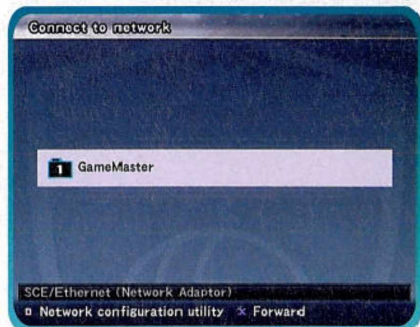 Connect to network
1 GameMaster
SCE/Ethernet (Network Adaptor)
Network configuration utility Forward